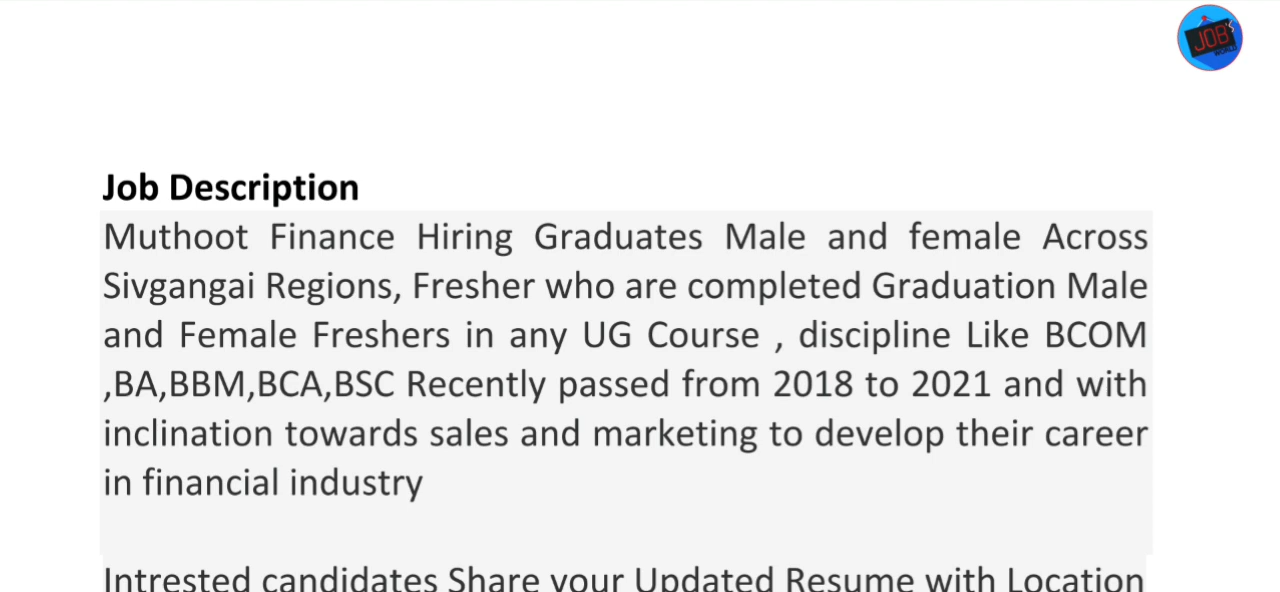 JOB'S
Job Description
Muthoot Finance Hiring Graduates Male and female Across
Sivgangai Regions, Fresher who are completed Graduation Male
and Female Freshers in any UG Course , discipline Like BCOM
,BA,BBM,BCA,BSC Recently passed from 2018 to 2021 and with
inclination towards sales and marketing to develop their career
in financial industry
Intrested candidates Share your Updated Resume with Location